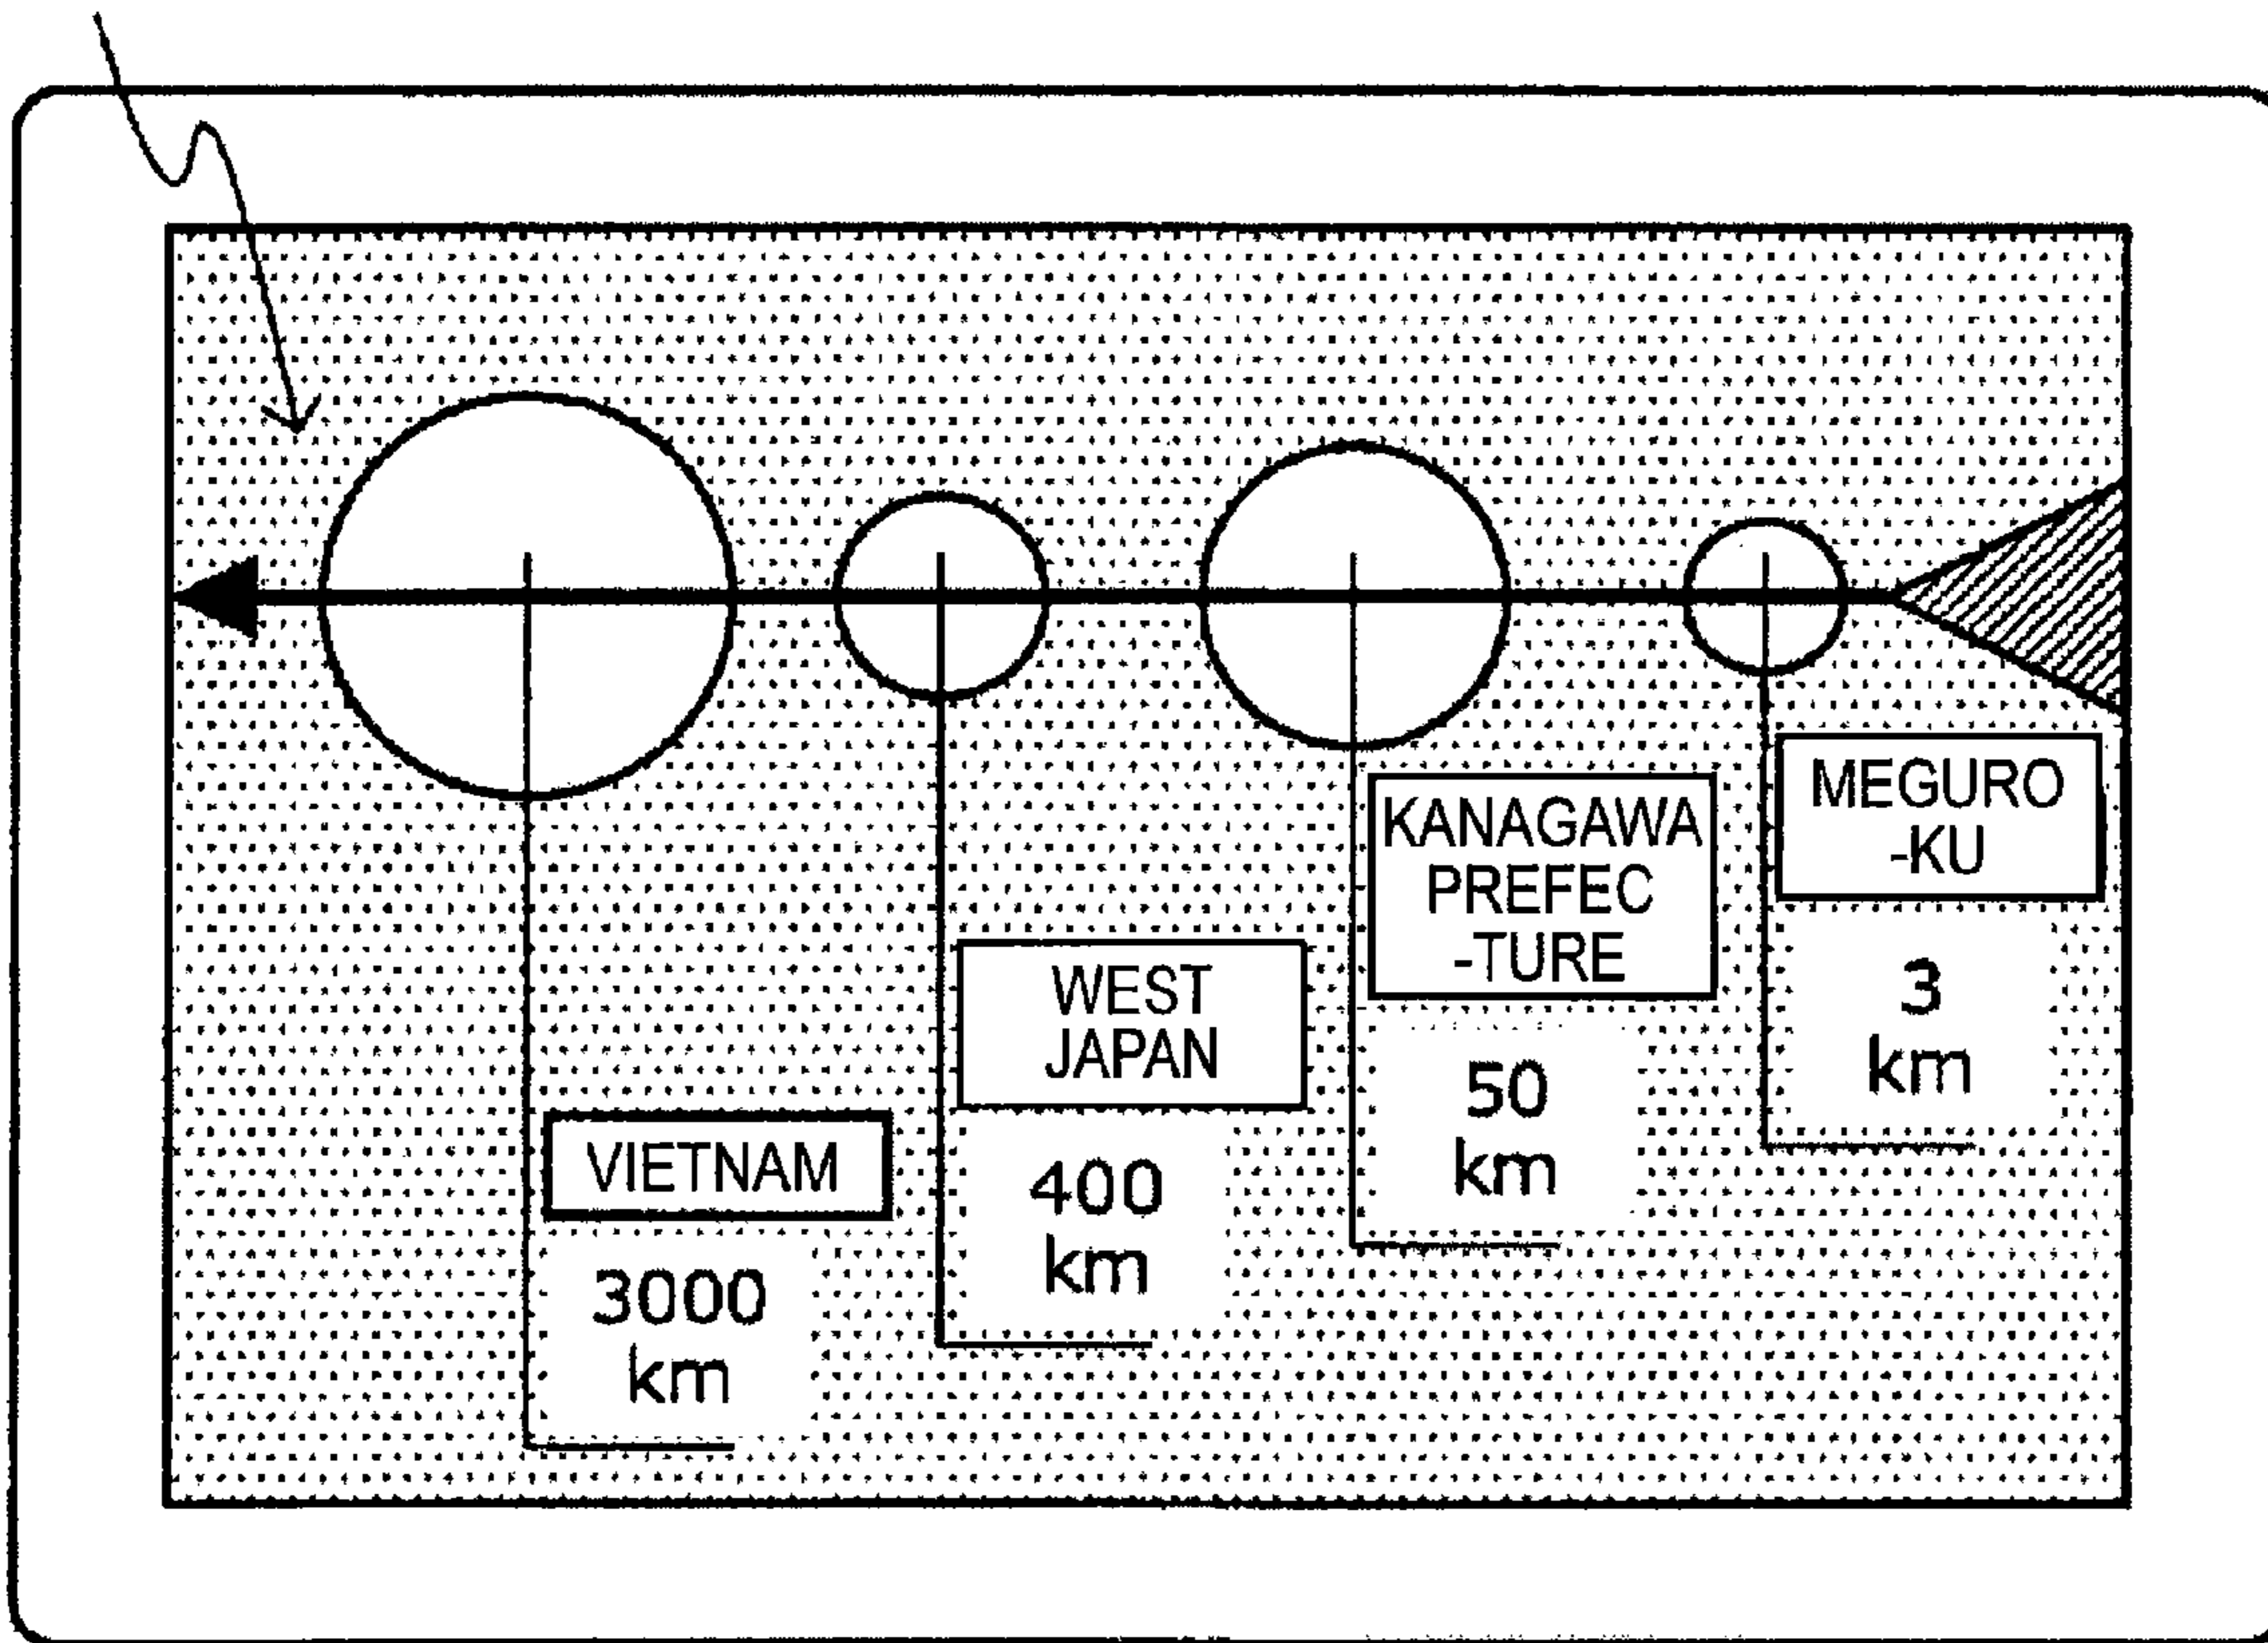 VIETNAM
3000
km
WEST
JAPAN
400
km
KANAGAWA
PREFEC
-TURE
50
km
MEGURO
-KU
3
km